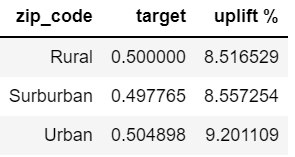 zip_code target uplift %
Rural 0.500000 8.516529
Surburban 0.497765 8.557254
Urban 0.504898 9.201109